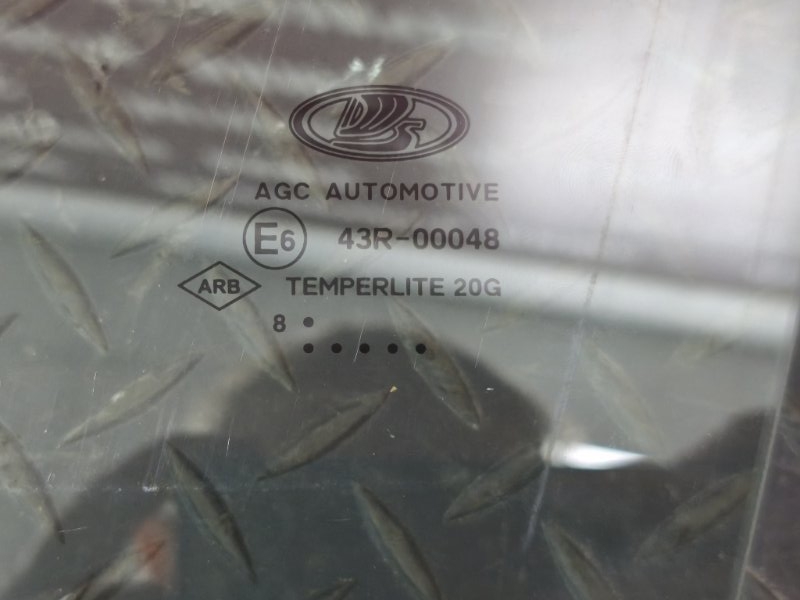 AGC AUTOMOTIVE
E6 43R-00048
ARB TEMPERLITE 20G
8